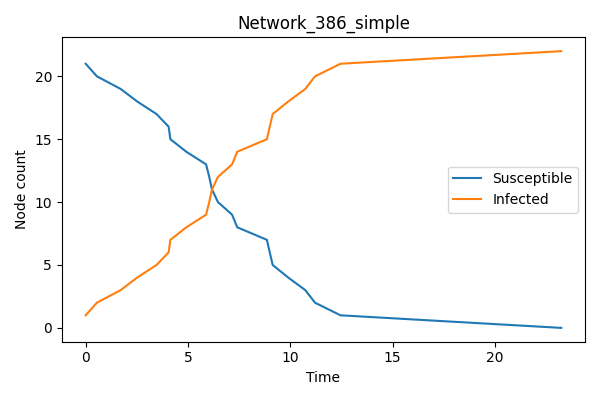 Network_386_simple
20
15
10
5
0
Node count
Susceptible
Infected
0 5 10 15 20
Time